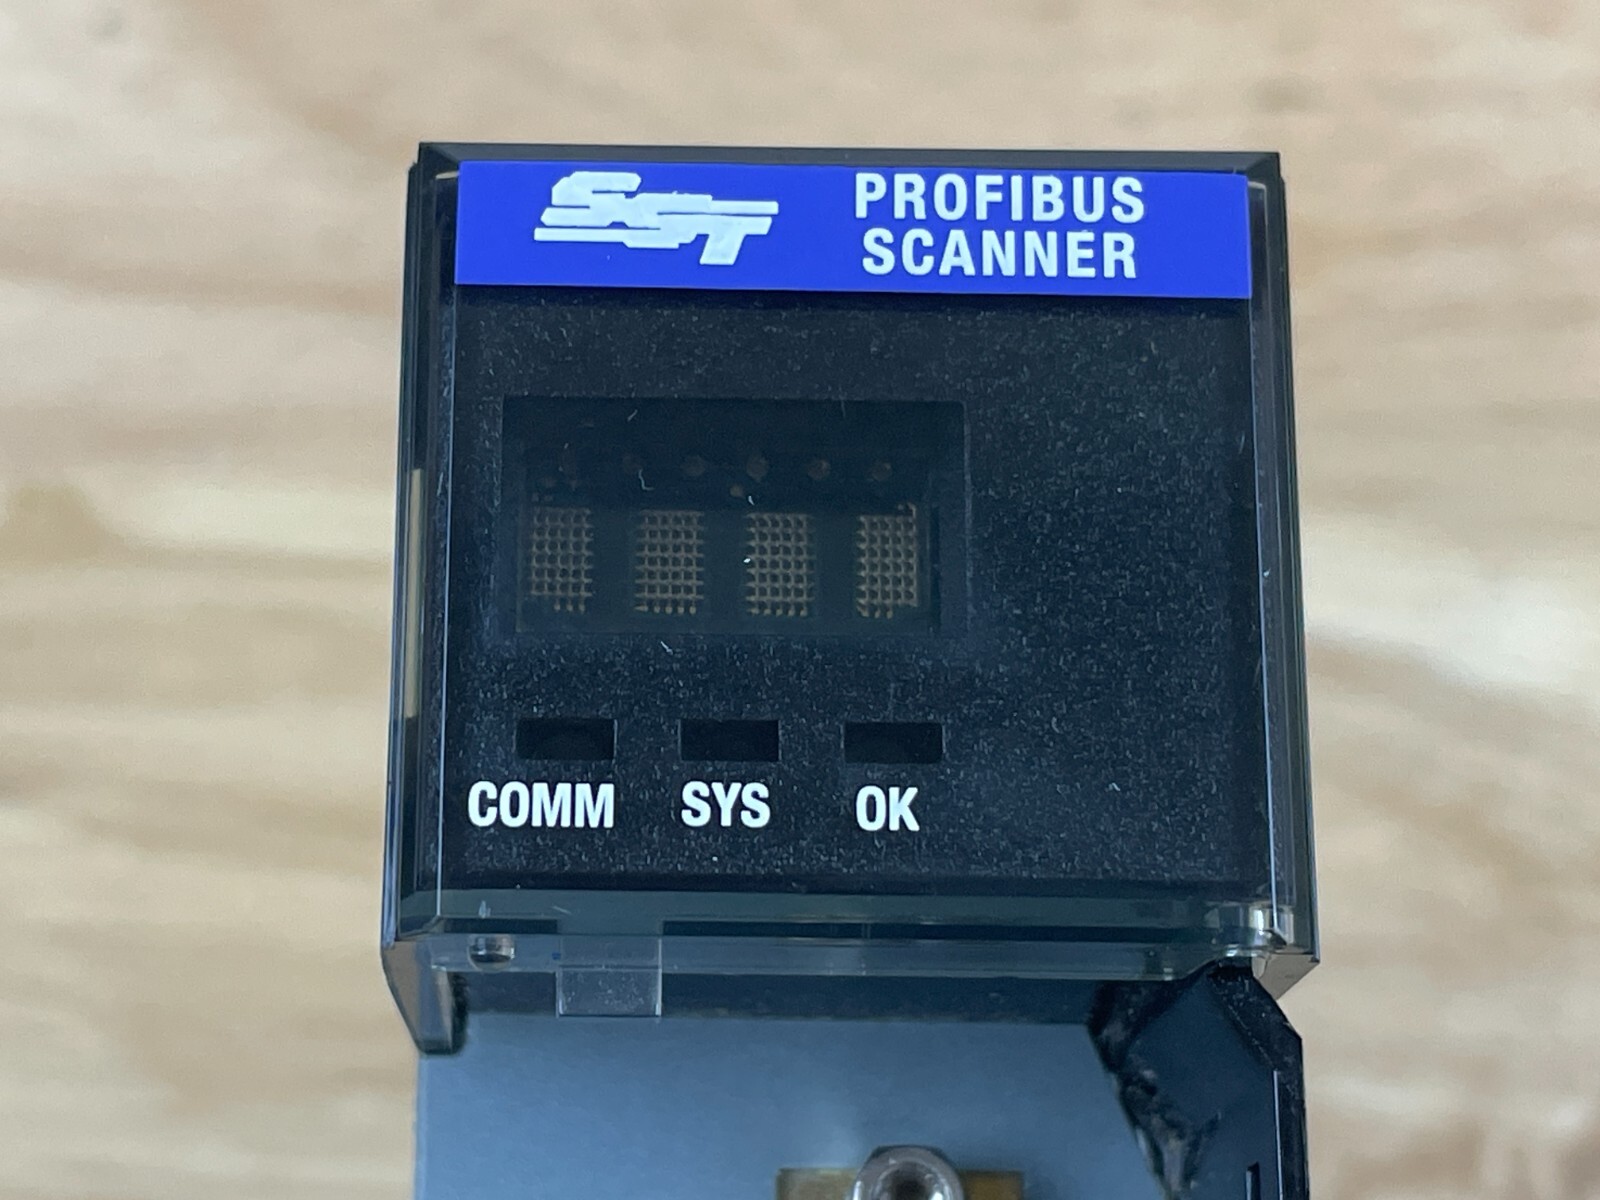 SST
PROFIBUS
SCANNER
COMM SYS OK